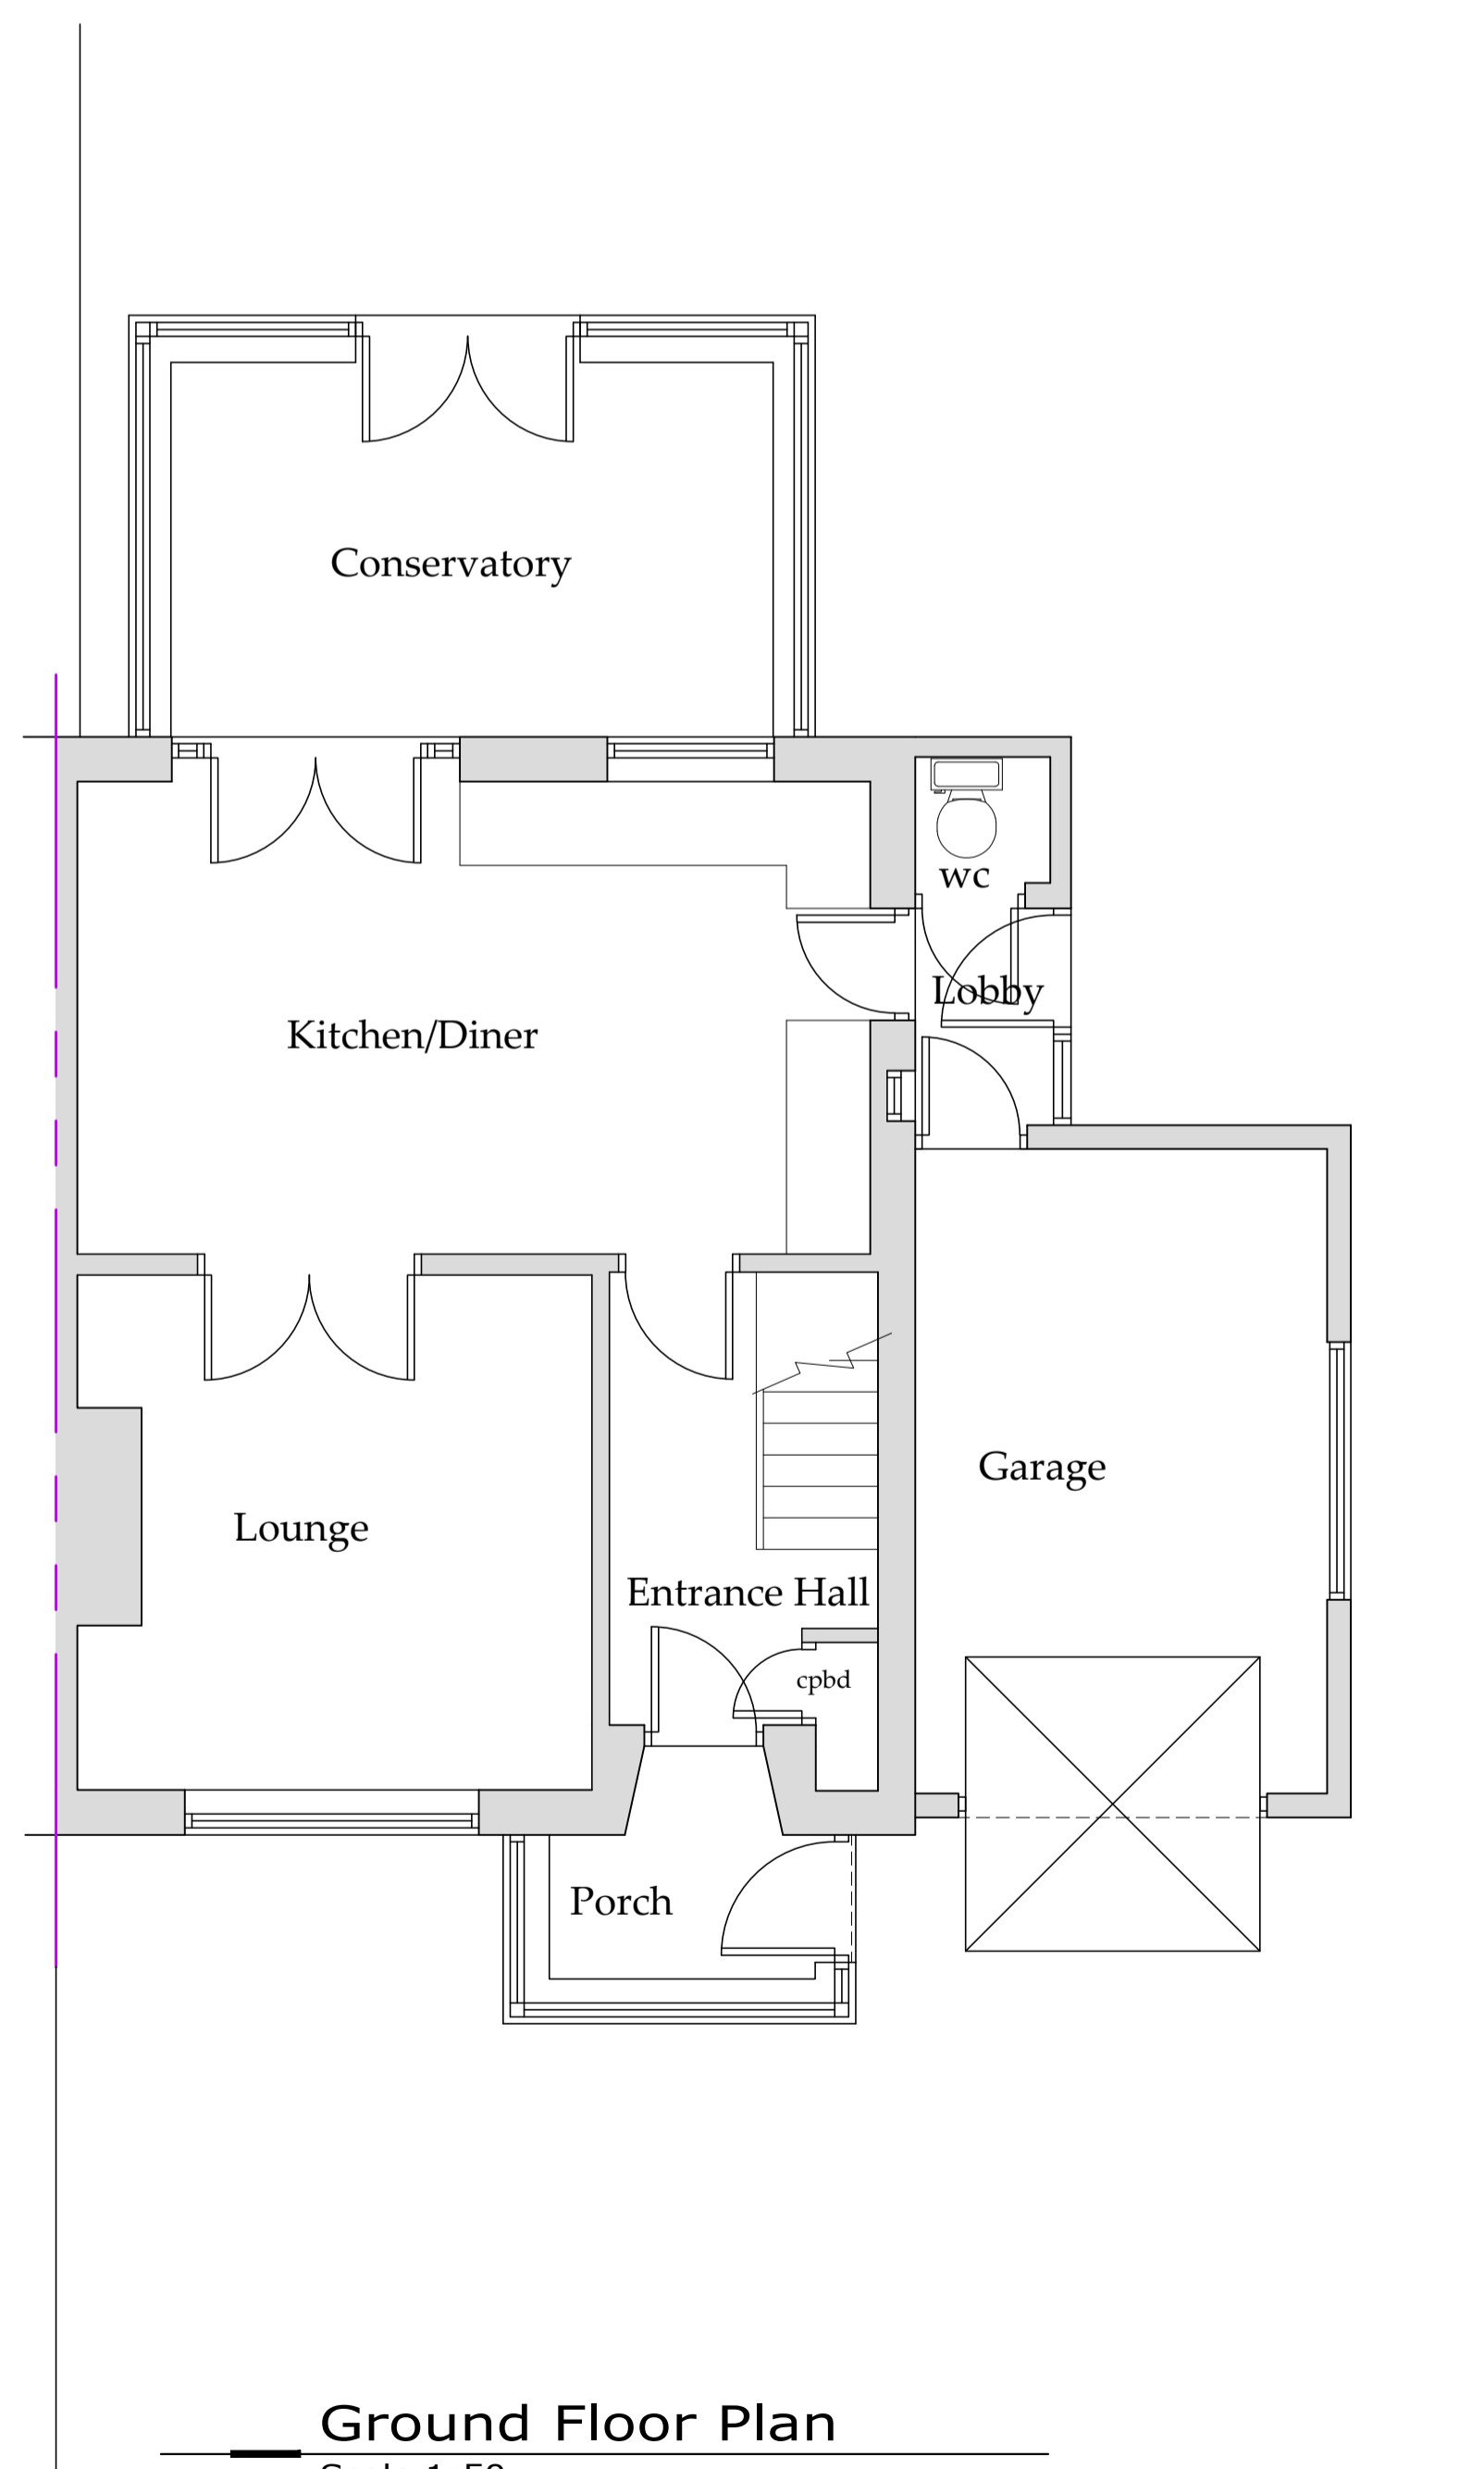 Conservatory
wc
Lobby
Kitchen/Diner
Garage
Lounge
Entrance Hall
cpbd
Porch
Ground Floor Plan